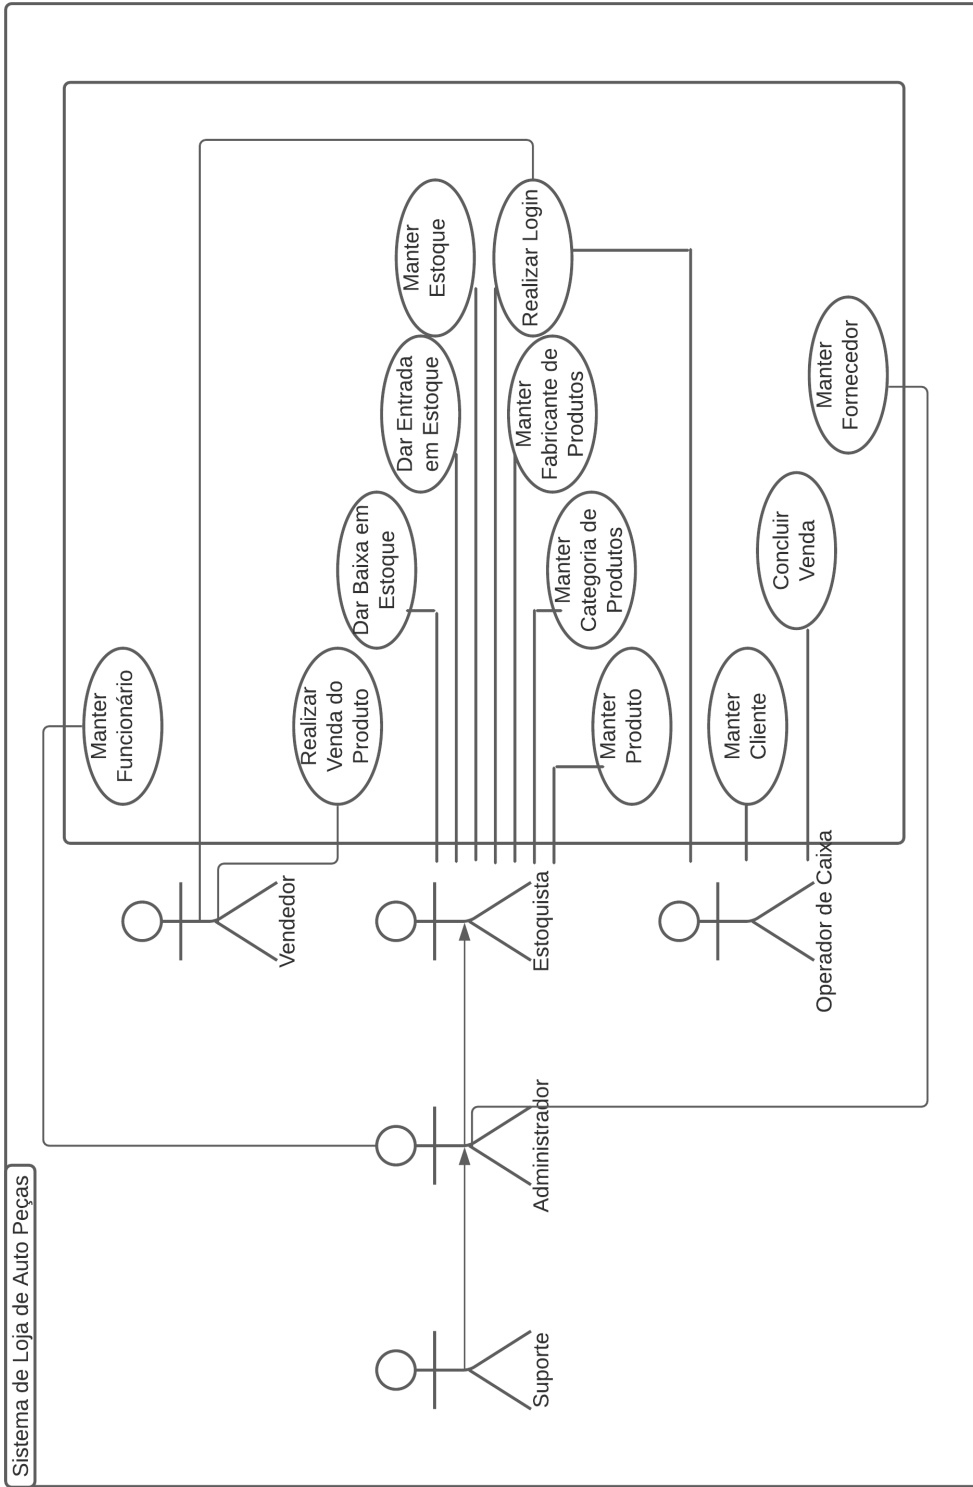 Sistema de Loja de Auto Peças
Manter
Funcionário
Realizar
Venda do
Produto
Dar Baixa em
Estoque
Dar Entrada
em Estoque
Manter
Estoque
Realizar Login
Manter
Fabricante de
Produtos
Manter
Categoria de
Produtos
Manter
Produto
Manter
Cliente
Concluir
Venda
Manter
Fornecedor
Vendedor
Estoquista
Operador de Caixa
Administrador
Suporte